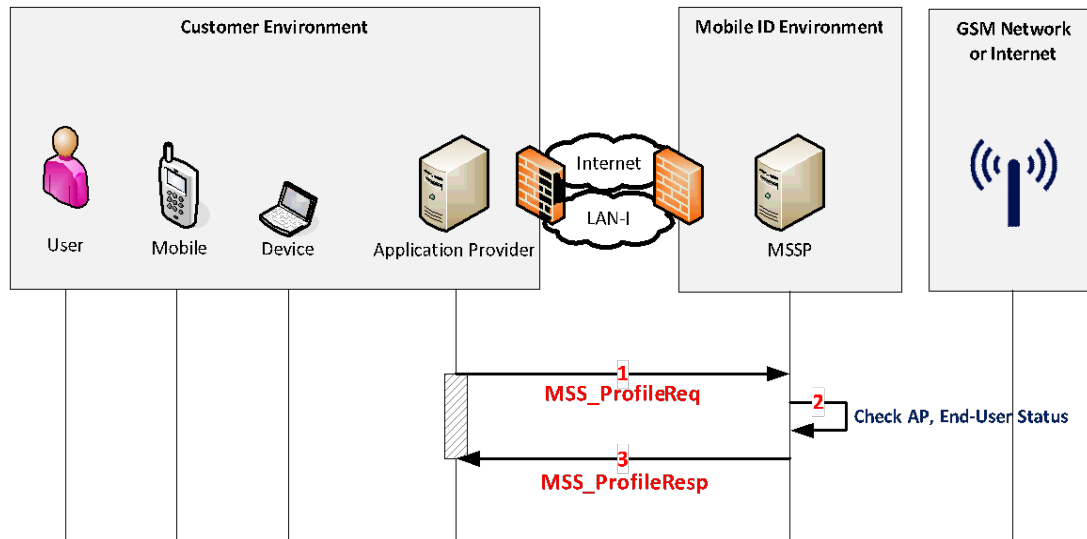 Customer Environment
Mobile ID Environment
GSM Network
or Internet
Internet
LAN-I
User
Mobile
Device
Application Provider
MSSP
1
MSS_ProfileReq
2
Check AP, End-User Status
3
MSS_ProfileResp